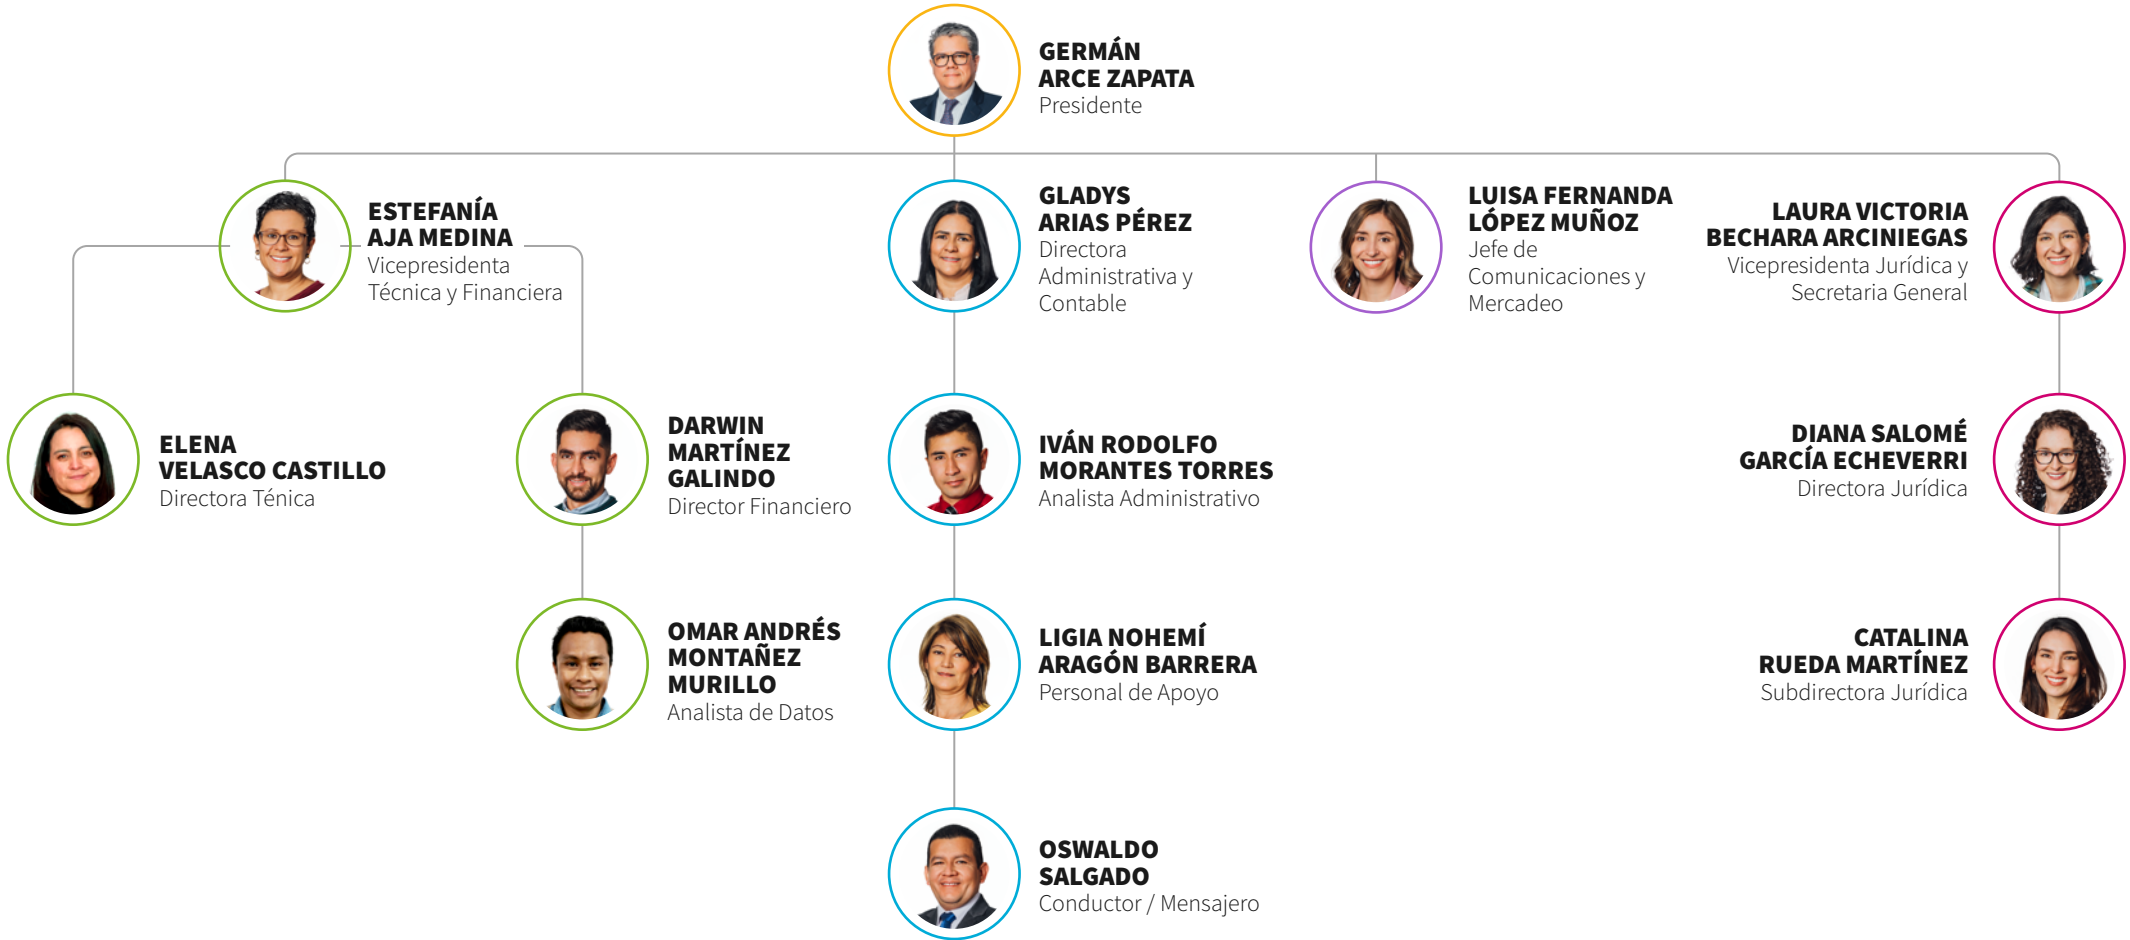 GERMÁN
ARCE ZAPATA
Presidente
ESTEFANÍA
AJA MEDINA
Vicepresidenta
Técnica y Financiera
GLADYS
ARIAS PÉREZ
Directora
Administrativa y
Contable
LUISA FERNANDA
LÓPEZ MUÑOZ
Jefe de
Comunicaciones y
Mercadeo
LAURA VICTORIA
BECHARA ARCINIEGAS
Vicepresidenta Jurídica y
Secretaria General
ELENA
VELASCO CASTILLO
Directora Ténica
DARWIN
MARTÍNEZ
GALINDO
Director Financiero
IVÁN RODOLFO
MORANTES TORRES
Analista Administrativo
DIANA SALOMÉ
GARCÍA ECHEVERRI
Directora Jurídica
OMAR ANDRÉS
MONTAÑEZ
MURILLO
Analista de Datos
LIGIA NOHEMÍ
ARAGÓN BARRERA
Personal de Apoyo
CATALINA
RUEDA MARTÍNEZ
Subdirectora Jurídica
OSWALDO
SALGADO
Conductor / Mensajero